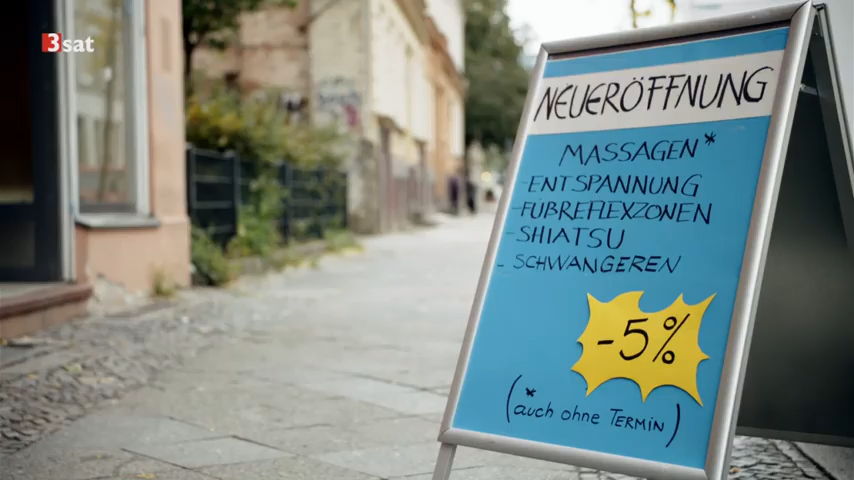 3sat
NEUERÖFFNUNG
MASSAGEN*
-ENTSPANNUNG
-FUßREFLEXZONEN
-SHIATSU
- SCHWANGEREN
-5%
(*auch ohne TERMIN)